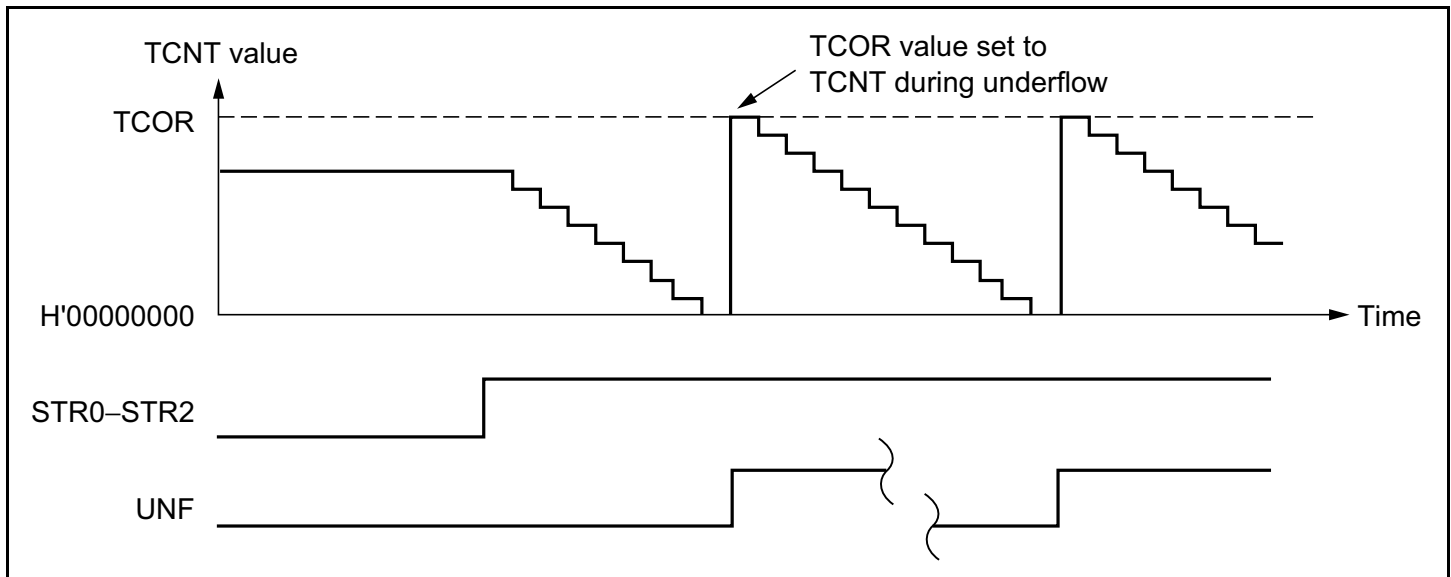 TCNT value
TCOR value set to
TCNT during underflow
TCOR
H'00000000
Time
STR0–STR2
UNF